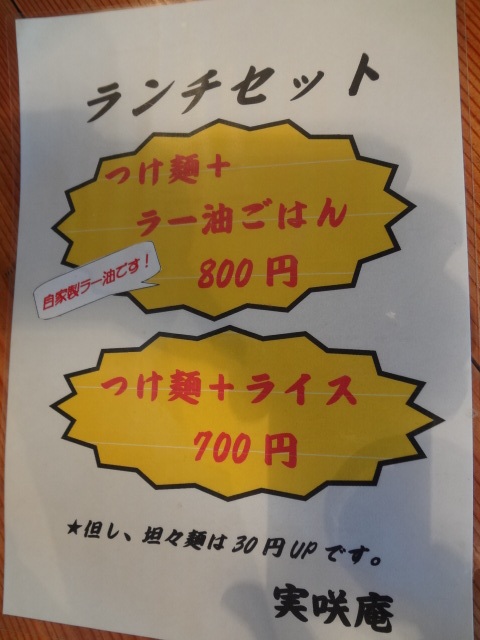 ランチセット
つけ麺＋
ラー油ごはん
800円
自家製ラー油です！
つけ麺＋ライス
700円
★但し、坦々麺は30円UPです。
実咲庵